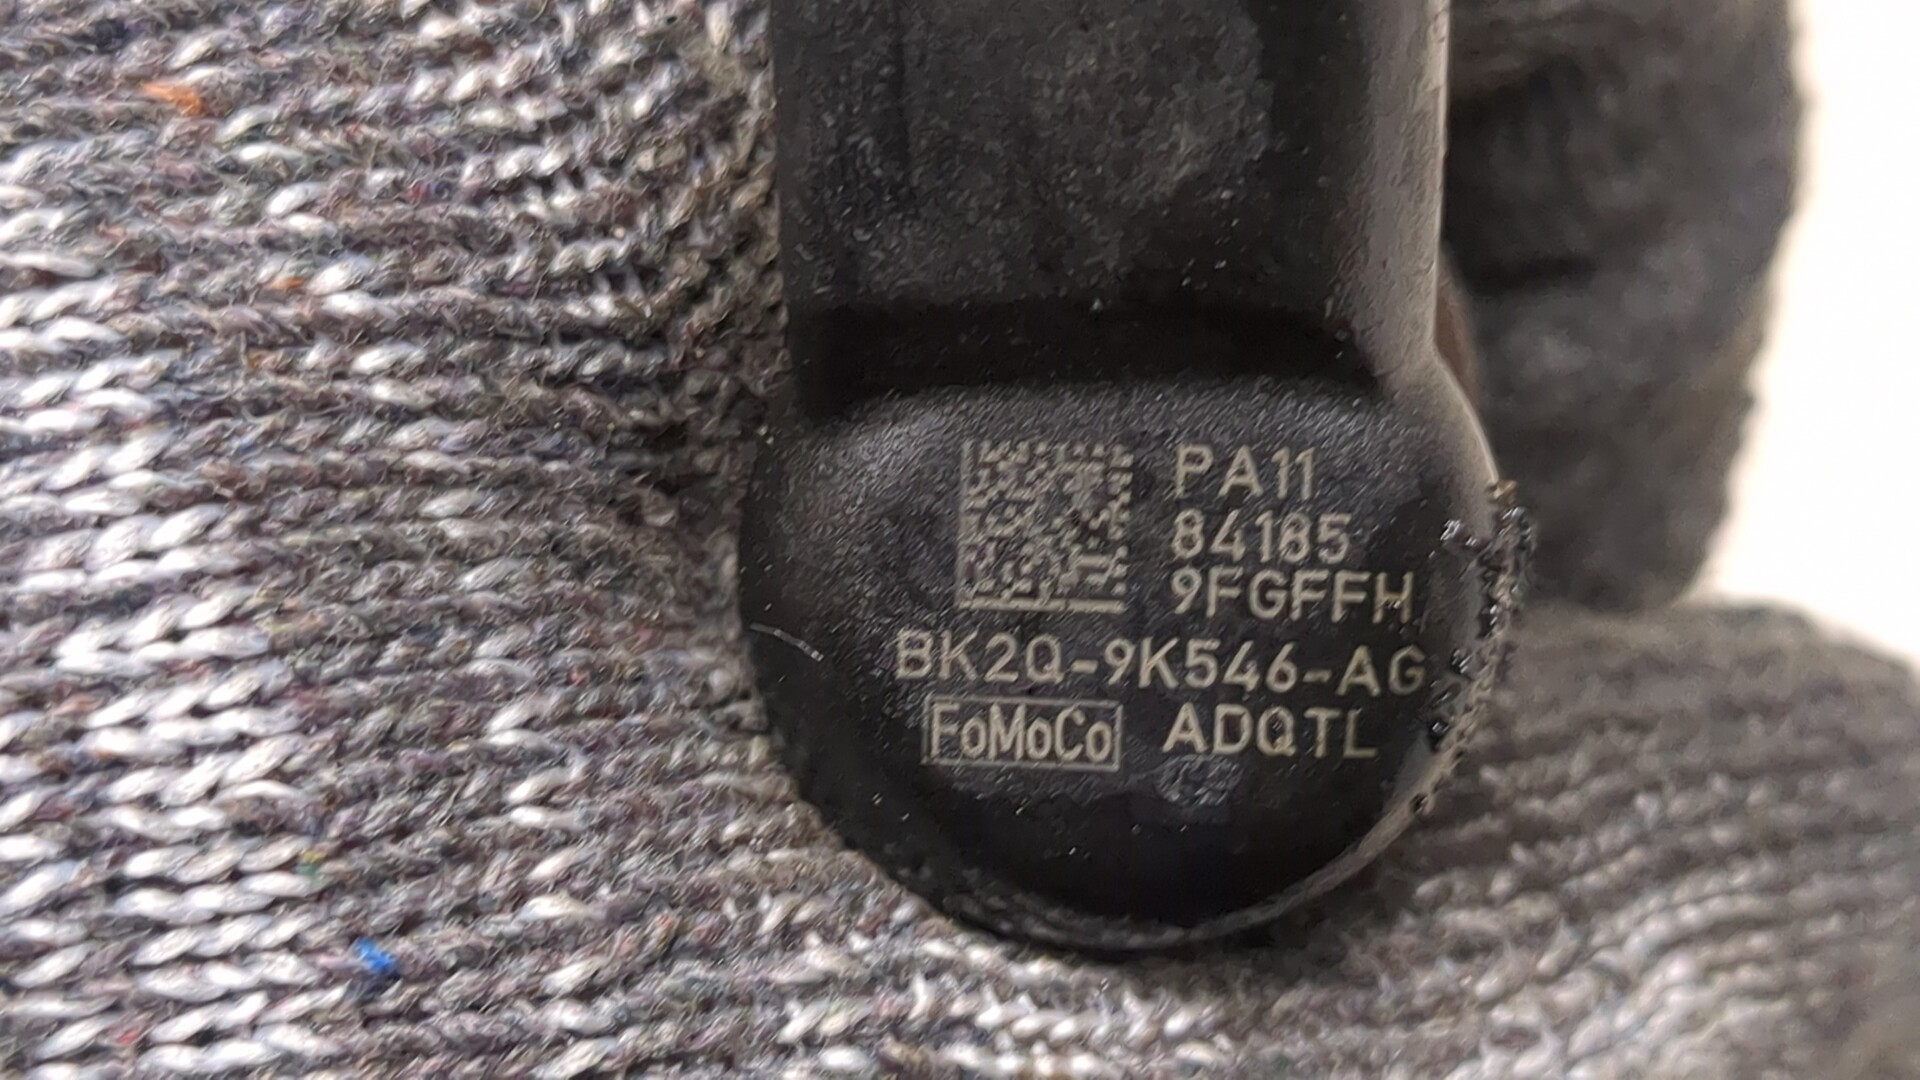 PA11
84185
9FGFFH
BK2Q-9K546-AG
FoMoCo ADQTL